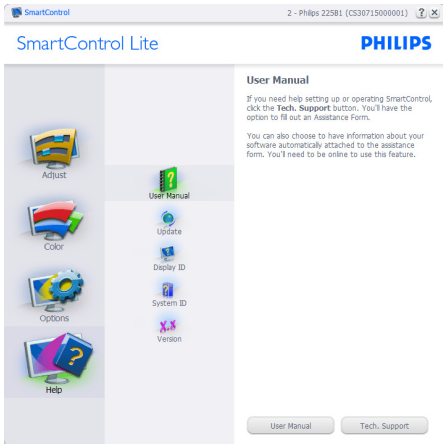 SmartControl
2 - Philips 225B1 (CS30715000001)
? X
SmartControl Lite
PHILIPS
Adjust
Color
Options
Help
User Manual
Update
Display ID
System ID
X.X
Version
User Manual
If you need help setting up or operating SmartControl,
click the Tech. Support button. You'll have the
option to fill out an Assistance Form.
You can also choose to have information about your
software automatically attached to the assistance
form. You'll need to be online to use this feature.
User Manual
Tech. Support